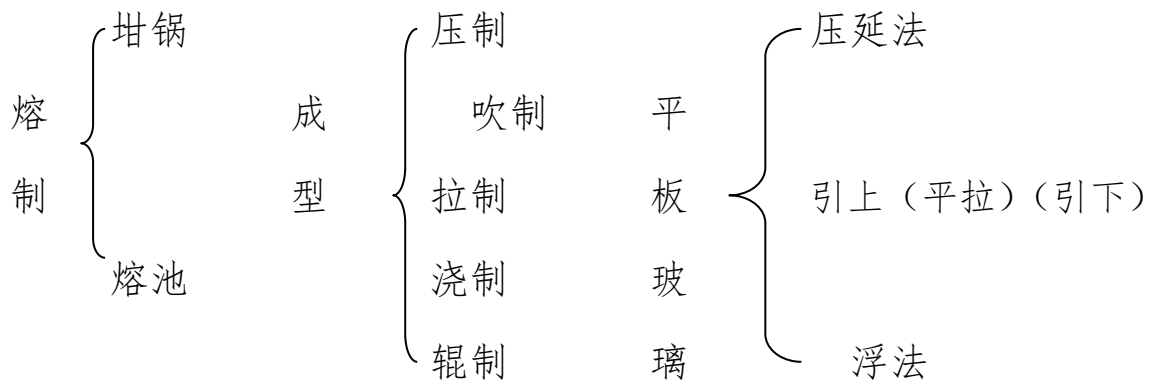 坩锅 压制 压延法
熔 成 吹制 平
制 型 拉制 板 引上（平拉）（引下）
熔池 浇制 玻
辊制 璃 浮法